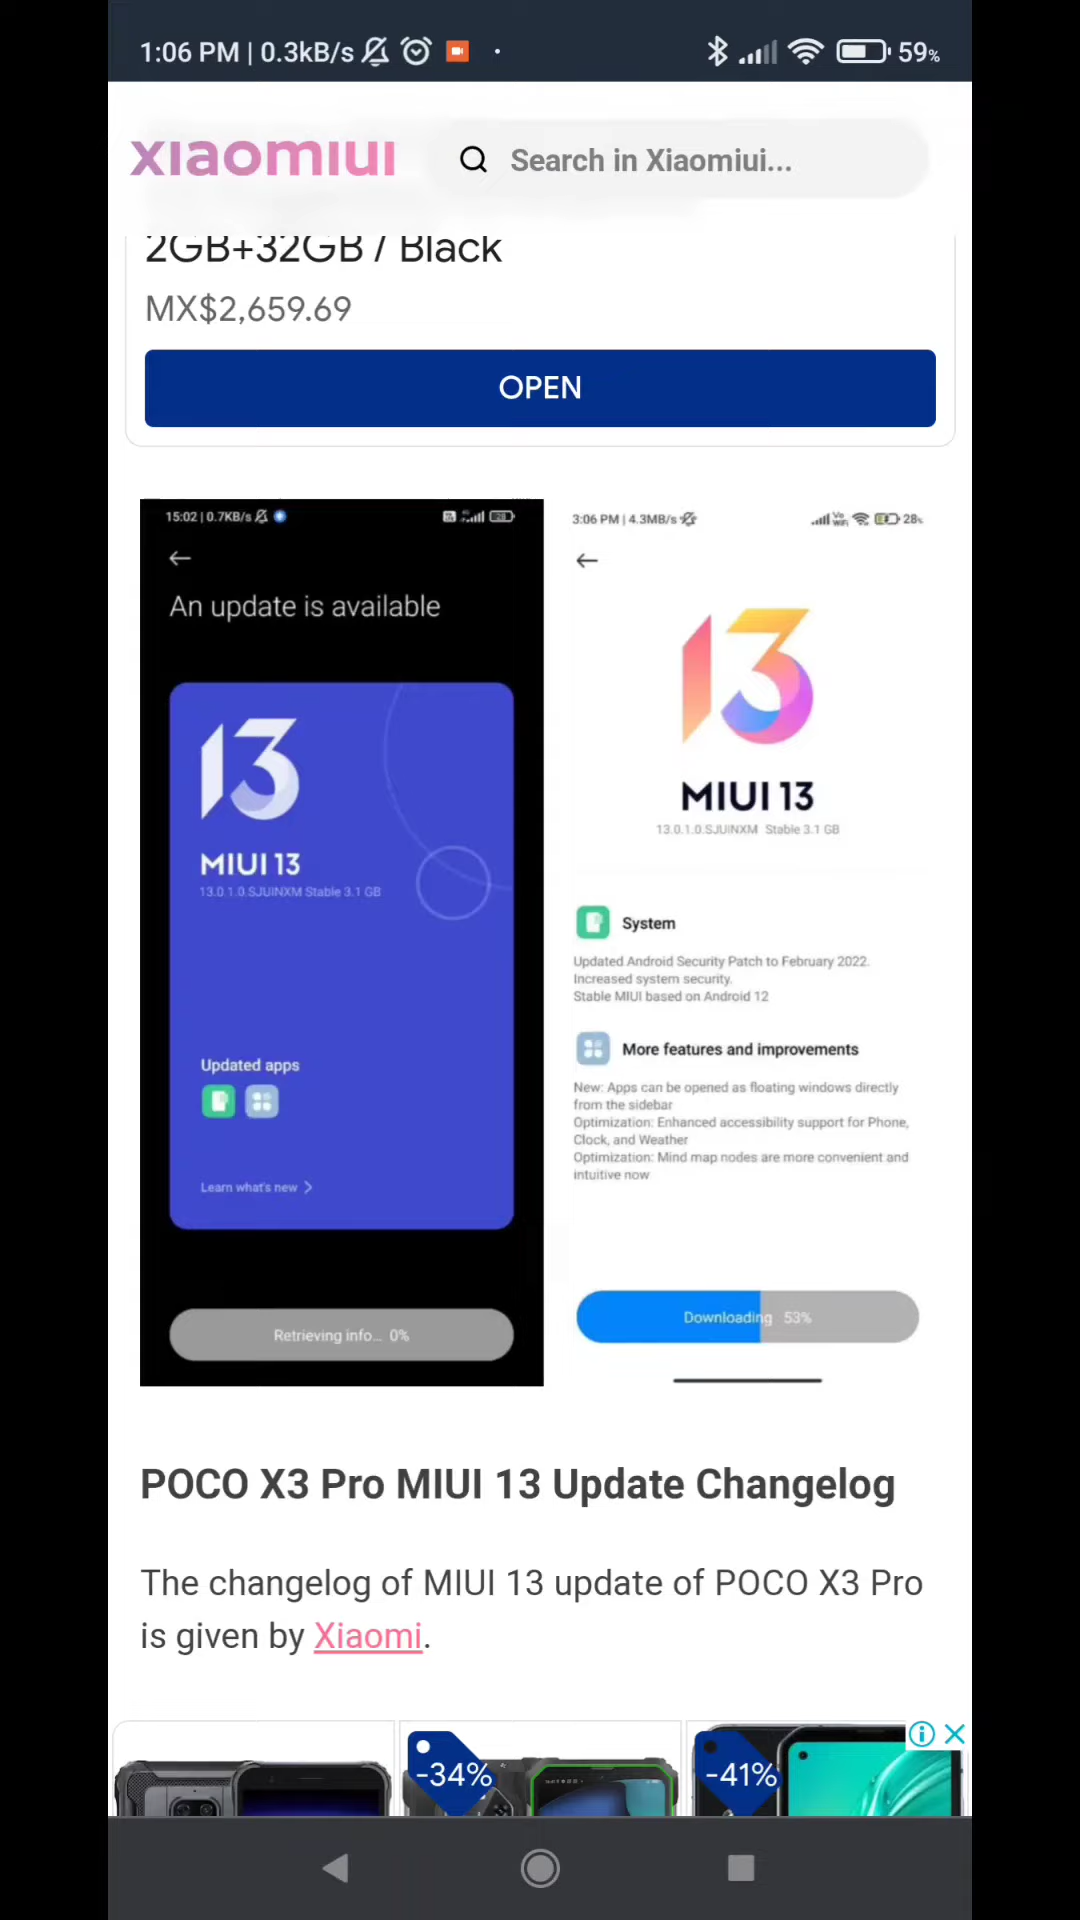 1:06 PM | 0.3kB/s
59%
xiaomiui
Search in Xiaomiui...
2GB+32GB / Black
MX$2,659.69
OPEN
15:02 | 0.7KB/s
28
An update is available
13
MIUI 13
13.0.1.0.SJUINXM Stable 3.1 GB
Updated apps
Learn what's new
Retrieving info... 0%
3:06 PM | 4.3MB/s
Vo
WiFi
28%
13
MIUI 13
13.0.1.0.SJUINXM Stable 3.1 GB
System
Updated Android Security Patch to February 2022.
Increased system security.
Stable MIUI based on Android 12
More features and improvements
New: Apps can be opened as floating windows directly
from the sidebar
Optimization: Enhanced accessibility support for Phone,
Clock, and Weather
Optimization: Mind map nodes are more convenient and
intuitive now
Downloading 53%
POCO X3 Pro MIUI 13 Update Changelog
The changelog of MIUI 13 update of POCO X3 Pro
is given by Xiaomi.
-34%
-41%